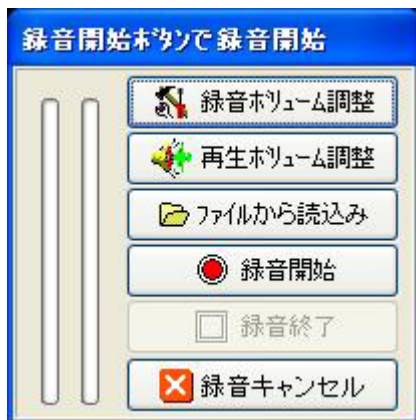 録音開始ﾎﾞﾀﾝで録音開始
録音ﾎﾞﾘｭｰﾑ調整
再生ﾎﾞﾘｭｰﾑ調整
ﾌｧｲﾙから読込み
録音開始
録音終了
録音キャンセル